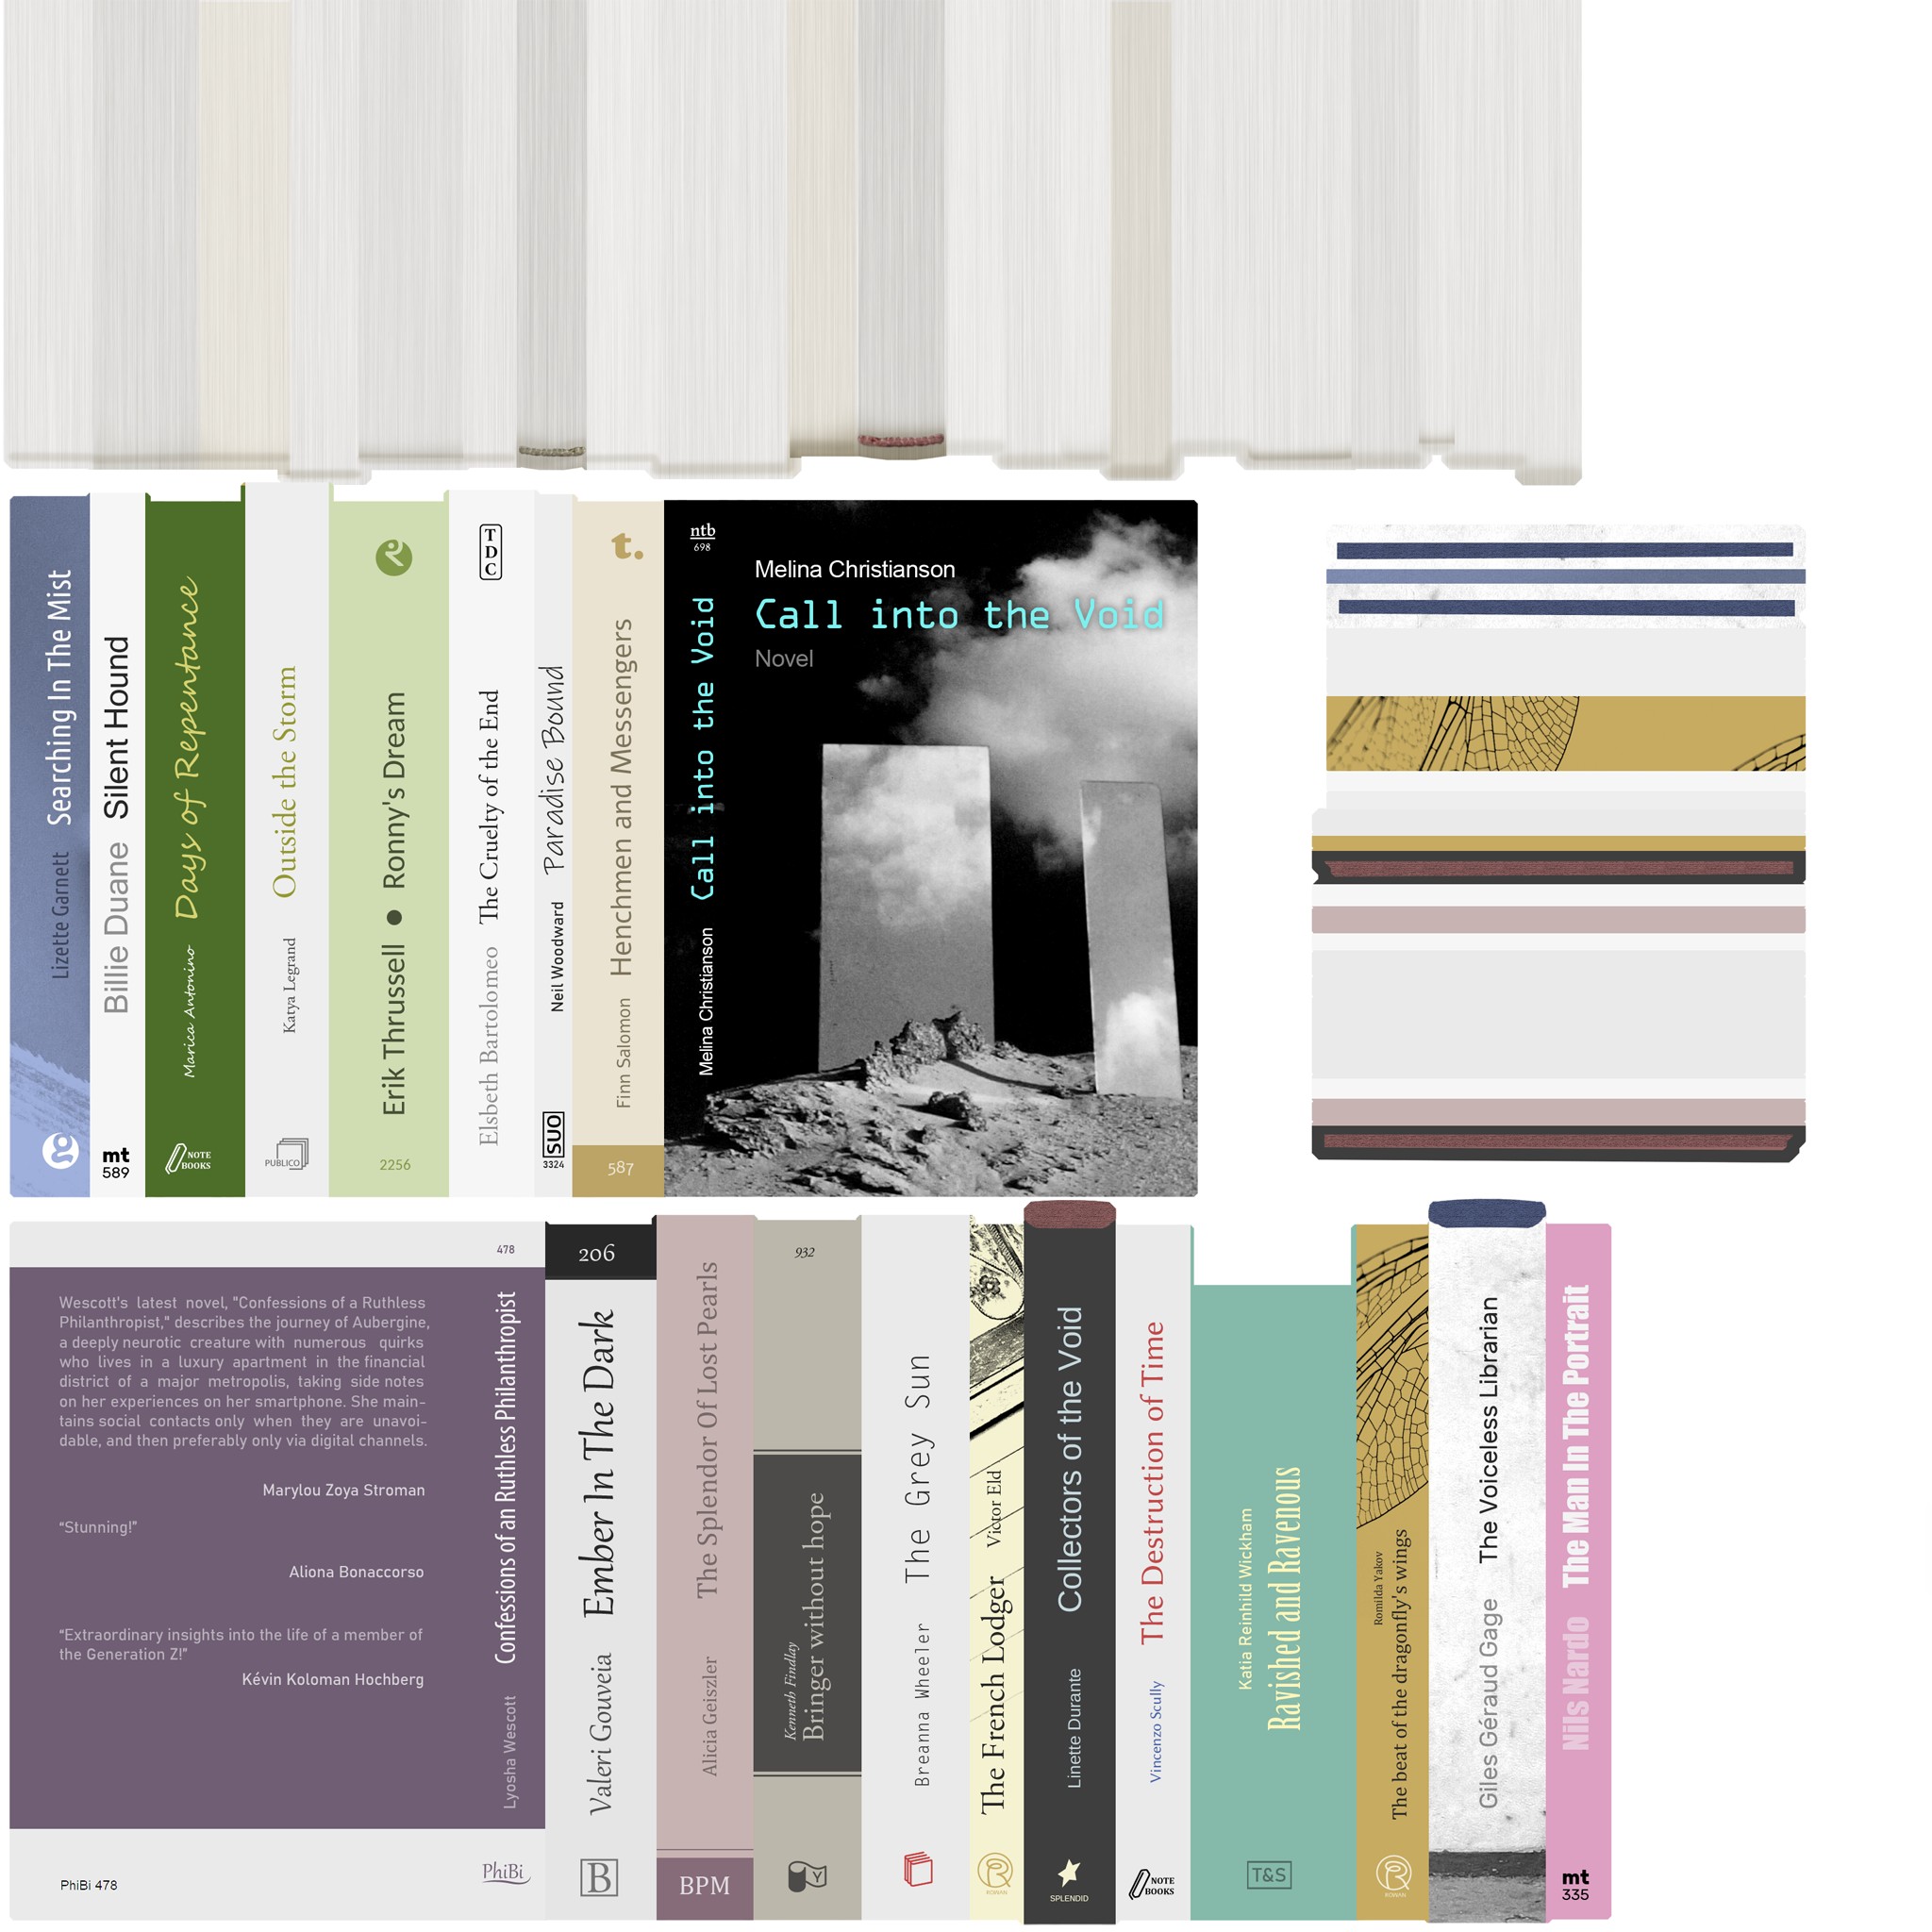 Lizette Garnett Searching In The Mist
Billie Duane Silent Hound
mt
589
Marica Antonino Days of Repentance
NOTE
BOOKS
Katya Legrand Outside the Storm
PUBLICO
Erik Thrussell ● Ronny's Dream
2256
TDC
Elsbeth Bartolomeo The Cruelty of the End
Neil Woodward Paradise Bound
SUO
3324
t.
Finn Salomon Henchmen and Messengers
587
ntb
698
Melina Christianson Call into the Void
Melina Christianson
Call into the Void
Novel
478
Wescott's latest novel, "Confessions of a Ruthless
Philanthropist," describes the journey of Aubergine,
a deeply neurotic creature with numerous quirks
who lives in a luxury apartment in the financial
district of a major metropolis, taking side notes
on her experiences on her smartphone. She main-
tains social contacts only when they are unavoi-
dable, and then preferably only via digital channels.
Marylou Zoya Stroman
"Stunning!"
Aliona Bonaccorso
"Extraordinary insights into the life of a member of
the Generation Z!"
Kévin Koloman Hochberg
PhiBi 478
Lyosha Wescott Confessions of an Ruthless Philanthropist
PhiBi
206
Valeri Gouveia Ember In The Dark
B
Alicia Geiszler The Splendor Of Lost Pearls
BPM
932
Kenneth Findlay
Bringer without hope
Y
Breanna Wheeler The Grey Sun
The French Lodger Victor Eld
R
ROMAN
Linette Durante Collectors of the Void
SPLENDID
Vincenzo Scully The Destruction of Time
NOTE
BOOKS
Katia Reinhild Wickham
Ravished and Ravenous
T&S
Romilda Yakov
The beat of the dragonfly's wings
R
ROMAN
Giles Géraud Gage The Voiceless Librarian
Nils Nardo The Man In The Portrait
mt
335